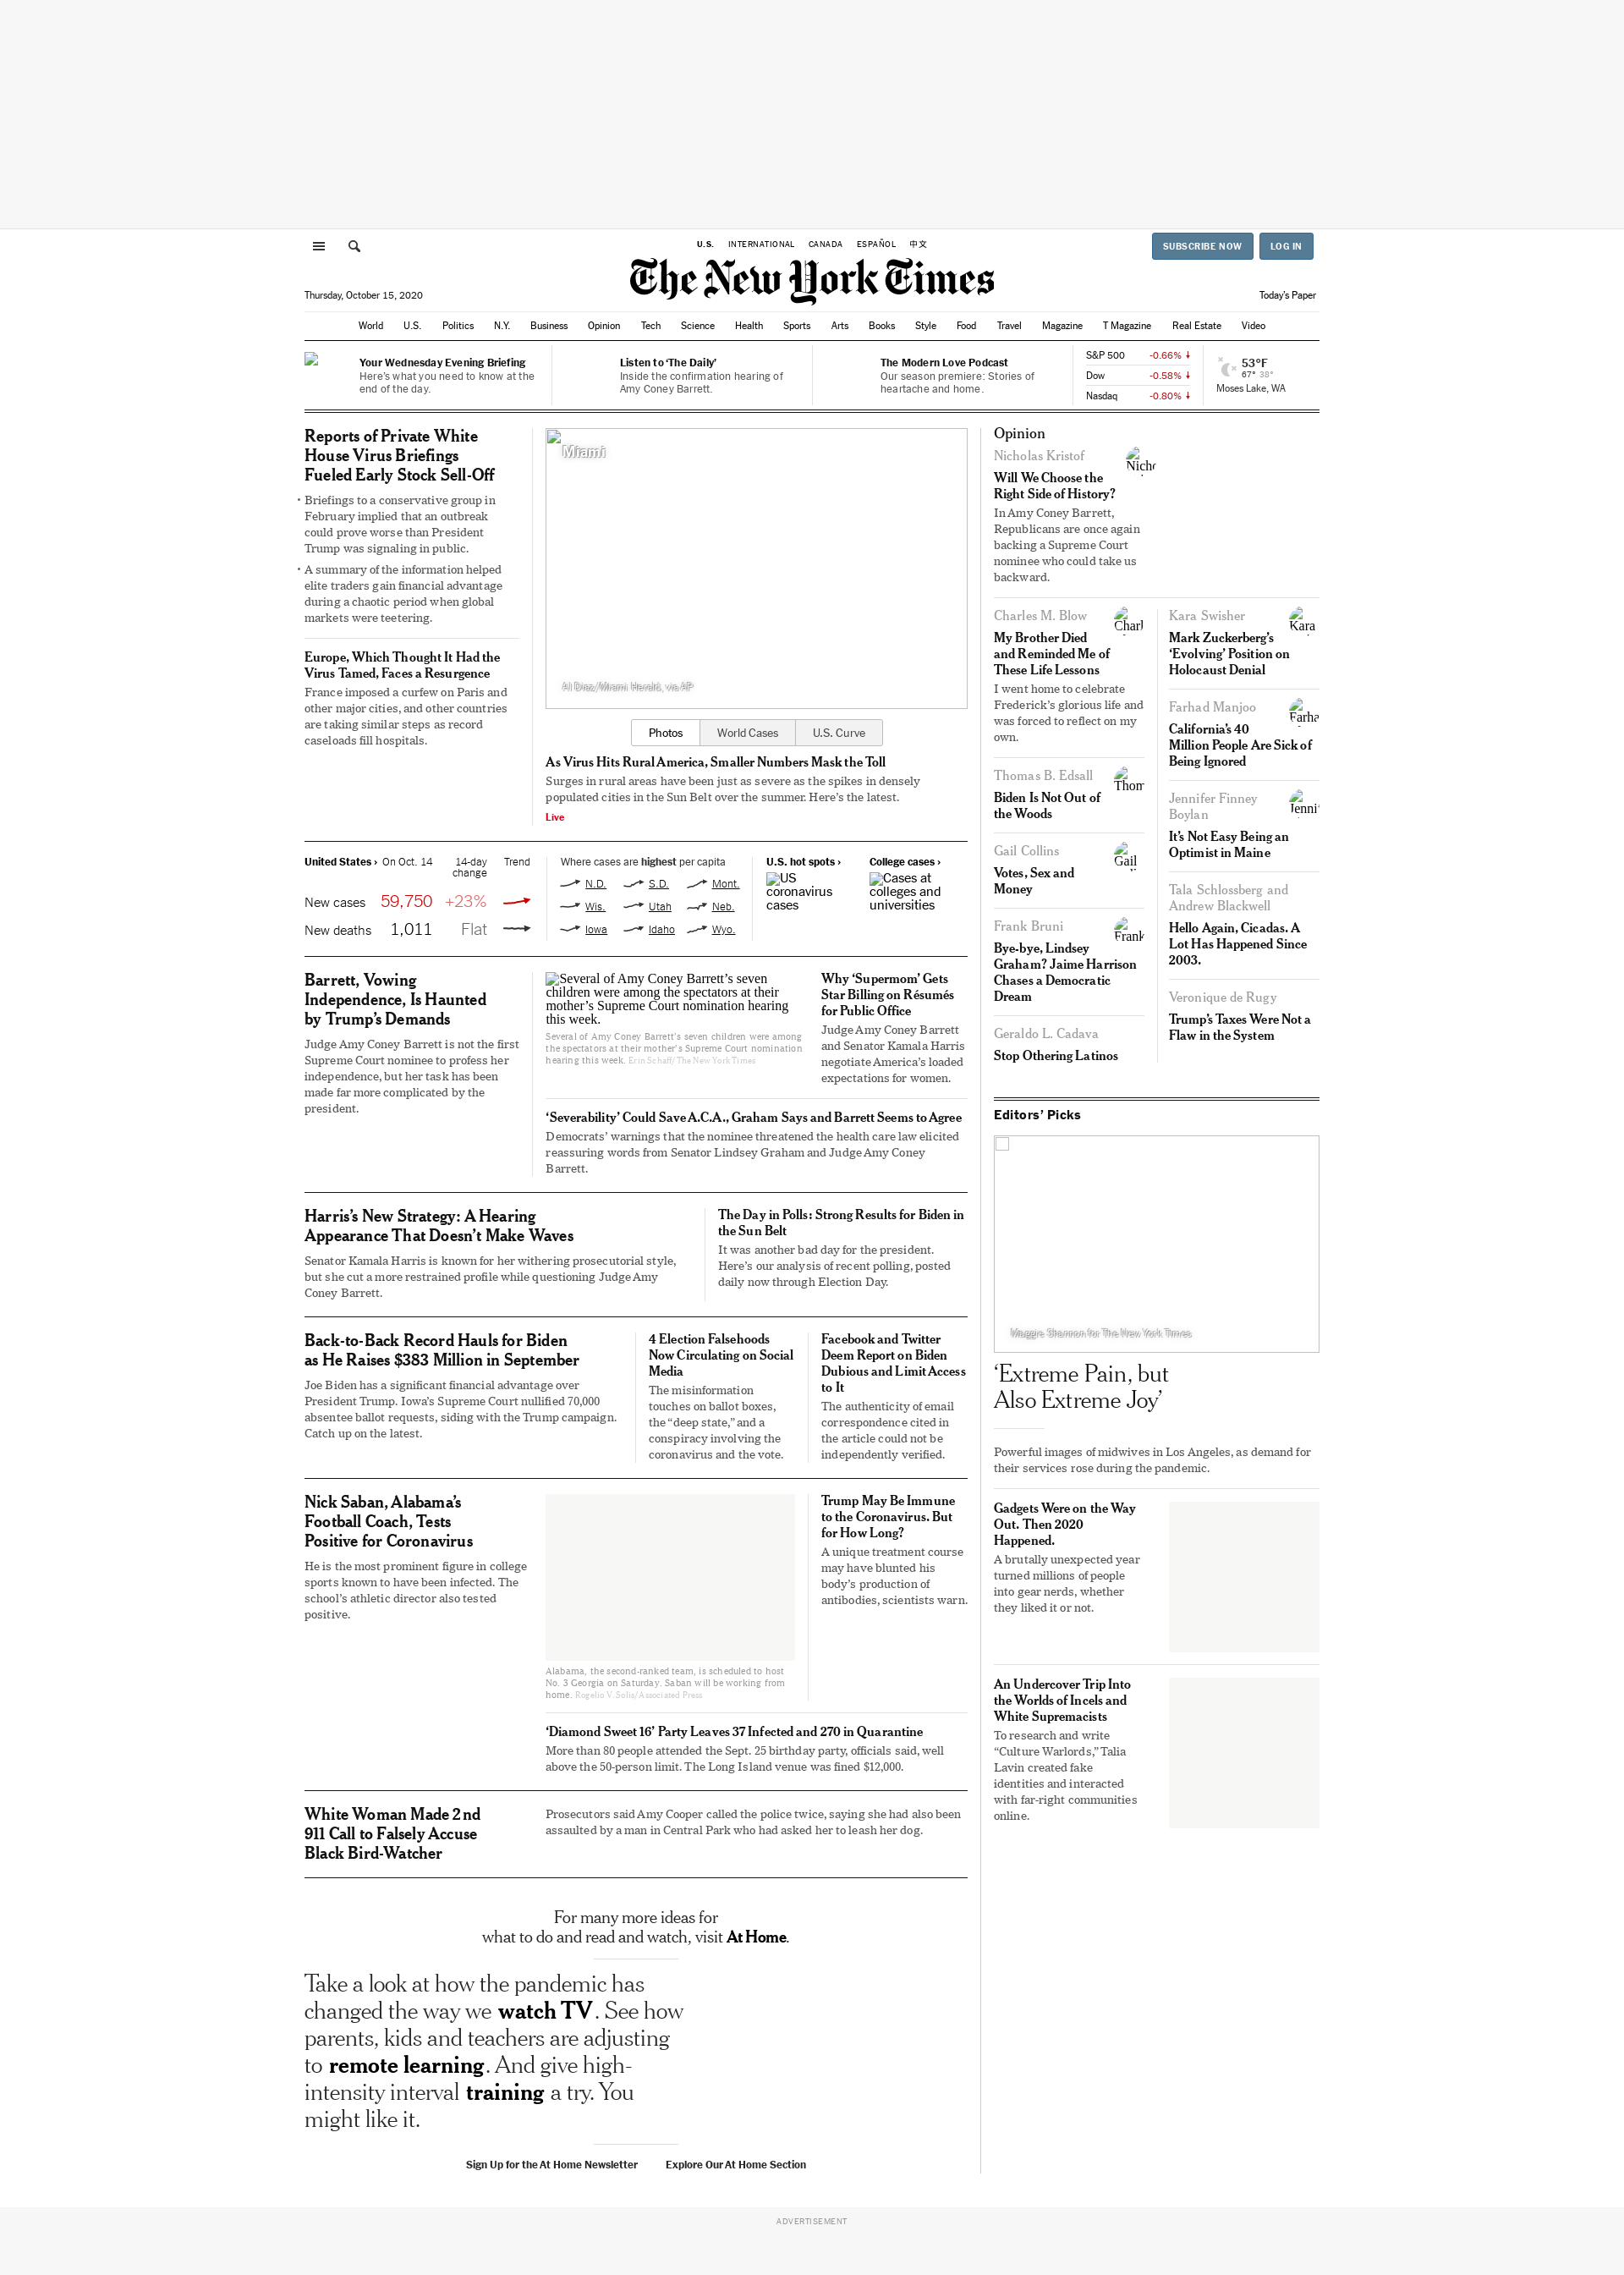 U.S. INTERNATIONAL CANADA ESPAÑOL 中文
SUBSCRIBE NOW LOG IN
The New York Times
Thursday, October 15, 2020
Today's Paper
World U.S. Politics N.Y. Business Opinion Tech Science Health Sports Arts Books Style Food Travel Magazine T Magazine Real Estate Video
Your Wednesday Evening Briefing
Here's what you need to know at the
end of the day.
Listen to 'The Daily'
Inside the confirmation hearing of
Amy Coney Barrett.
The Modern Love Podcast
Our season premiere: Stories of
heartache and home.
S&P 500 -0.66%
Dow -0.58%
Nasdaq -0.80%
53°F
67° 38°
Moses Lake, WA
Reports of Private White
House Virus Briefings
Fueled Early Stock Sell-Off
• Briefings to a conservative group in
February implied that an outbreak
could prove worse than President
Trump was signaling in public.
• A summary of the information helped
elite traders gain financial advantage
during a chaotic period when global
markets were teetering.
Europe, Which Thought It Had the
Virus Tamed, Faces a Resurgence
France imposed a curfew on Paris and
other major cities, and other countries
are taking similar steps as record
caseloads fill hospitals.
Miami
Al Diaz/Miami Herald, via AP
Photos World Cases U.S. Curve
As Virus Hits Rural America, Smaller Numbers Mask the Toll
Surges in rural areas have been just as severe as the spikes in densely
populated cities in the Sun Belt over the summer. Here's the latest.
Live
United States › On Oct. 14 14-day
change Trend
New cases 59,750 +23%
New deaths 1,011 Flat
Where cases are highest per capita
N.D. S.D. Mont.
Wis. Utah Neb.
Iowa Idaho Wyo.
U.S. hot spots ›
US
coronavirus
cases
College cases ›
Cases at
colleges and
universities
Barrett, Vowing
Independence, Is Haunted
by Trump's Demands
Judge Amy Coney Barrett is not the first
Supreme Court nominee to profess her
independence, but her task has been
made far more complicated by the
president.
Several of Amy Coney Barrett's seven
children were among the spectators at their
mother's Supreme Court nomination hearing
this week.
Several of Amy Coney Barrett's seven children were among
the spectators at their mother's Supreme Court nomination
hearing this week. Erin Schaff/The New York Times
Why 'Supermom' Gets
Star Billing on Résumés
for Public Office
Judge Amy Coney Barrett
and Senator Kamala Harris
negotiate America's loaded
expectations for women.
'Severability' Could Save A.C.A., Graham Says and Barrett Seems to Agree
Democrats' warnings that the nominee threatened the health care law elicited
reassuring words from Senator Lindsey Graham and Judge Amy Coney
Barrett.
Harris's New Strategy: A Hearing
Appearance That Doesn't Make Waves
Senator Kamala Harris is known for her withering prosecutorial style,
but she cut a more restrained profile while questioning Judge Amy
Coney Barrett.
The Day in Polls: Strong Results for Biden in
the Sun Belt
It was another bad day for the president.
Here's our analysis of recent polling, posted
daily now through Election Day.
Back-to-Back Record Hauls for Biden
as He Raises $383 Million in September
Joe Biden has a significant financial advantage over
President Trump. Iowa's Supreme Court nullified 70,000
absentee ballot requests, siding with the Trump campaign.
Catch up on the latest.
4 Election Falsehoods
Now Circulating on Social
Media
The misinformation
touches on ballot boxes,
the "deep state," and a
conspiracy involving the
coronavirus and the vote.
Facebook and Twitter
Deem Report on Biden
Dubious and Limit Access
to It
The authenticity of email
correspondence cited in
the article could not be
independently verified.
Nick Saban, Alabama's
Football Coach, Tests
Positive for Coronavirus
He is the most prominent figure in college
sports known to have been infected. The
school's athletic director also tested
positive.
Alabama, the second-ranked team, is scheduled to host
No. 3 Georgia on Saturday. Saban will be working from
home. Rogelio V. Solis/Associated Press
Trump May Be Immune
to the Coronavirus. But
for How Long?
A unique treatment course
may have blunted his
body's production of
antibodies, scientists warn.
'Diamond Sweet 16' Party Leaves 37 Infected and 270 in Quarantine
More than 80 people attended the Sept. 25 birthday party, officials said, well
above the 50-person limit. The Long Island venue was fined $12,000.
White Woman Made 2nd
911 Call to Falsely Accuse
Black Bird-Watcher
Prosecutors said Amy Cooper called the police twice, saying she had also been
assaulted by a man in Central Park who had asked her to leash her dog.
For many more ideas for
what to do and read and watch, visit At Home.
Take a look at how the pandemic has
changed the way we watch TV. See how
parents, kids and teachers are adjusting
to remote learning. And give high-
intensity interval training a try. You
might like it.
Sign Up for the At Home Newsletter Explore Our At Home Section
Opinion
Nicholas Kristof
Will We Choose the
Right Side of History?
In Amy Coney Barrett,
Republicans are once again
backing a Supreme Court
nominee who could take us
backward.
Charles M. Blow
My Brother Died
and Reminded Me of
These Life Lessons
I went home to celebrate
Frederick's glorious life and
was forced to reflect on my
own.
Thomas B. Edsall
Thom
Biden Is Not Out of
the Woods
Gail Collins
Gail
Votes, Sex and
Money
Frank Bruni
Frank
Bye-bye, Lindsey
Graham? Jaime Harrison
Chases a Democratic
Dream
Geraldo L. Cadava
Stop Othering Latinos
Kara Swisher
Kara
Mark Zuckerberg's
'Evolving' Position on
Holocaust Denial
Farhad Manjoo
Farha
California's 40
Million People Are Sick of
Being Ignored
Jennifer Finney
Boylan
It's Not Easy Being an
Optimist in Maine
Tala Schlossberg and
Andrew Blackwell
Hello Again, Cicadas. A
Lot Has Happened Since
2003.
Veronique de Rugy
Trump's Taxes Were Not a
Flaw in the System
Editors' Picks
Maggie Shannon for The New York Times
'Extreme Pain, but
Also Extreme Joy'
Powerful images of midwives in Los Angeles, as demand for
their services rose during the pandemic.
Gadgets Were on the Way
Out. Then 2020
Happened.
A brutally unexpected year
turned millions of people
into gear nerds, whether
they liked it or not.
An Undercover Trip Into
the Worlds of Incels and
White Supremacists
To research and write
"Culture Warlords," Talia
Lavin created fake
identities and interacted
with far-right communities
online.
ADVERTISEMENT